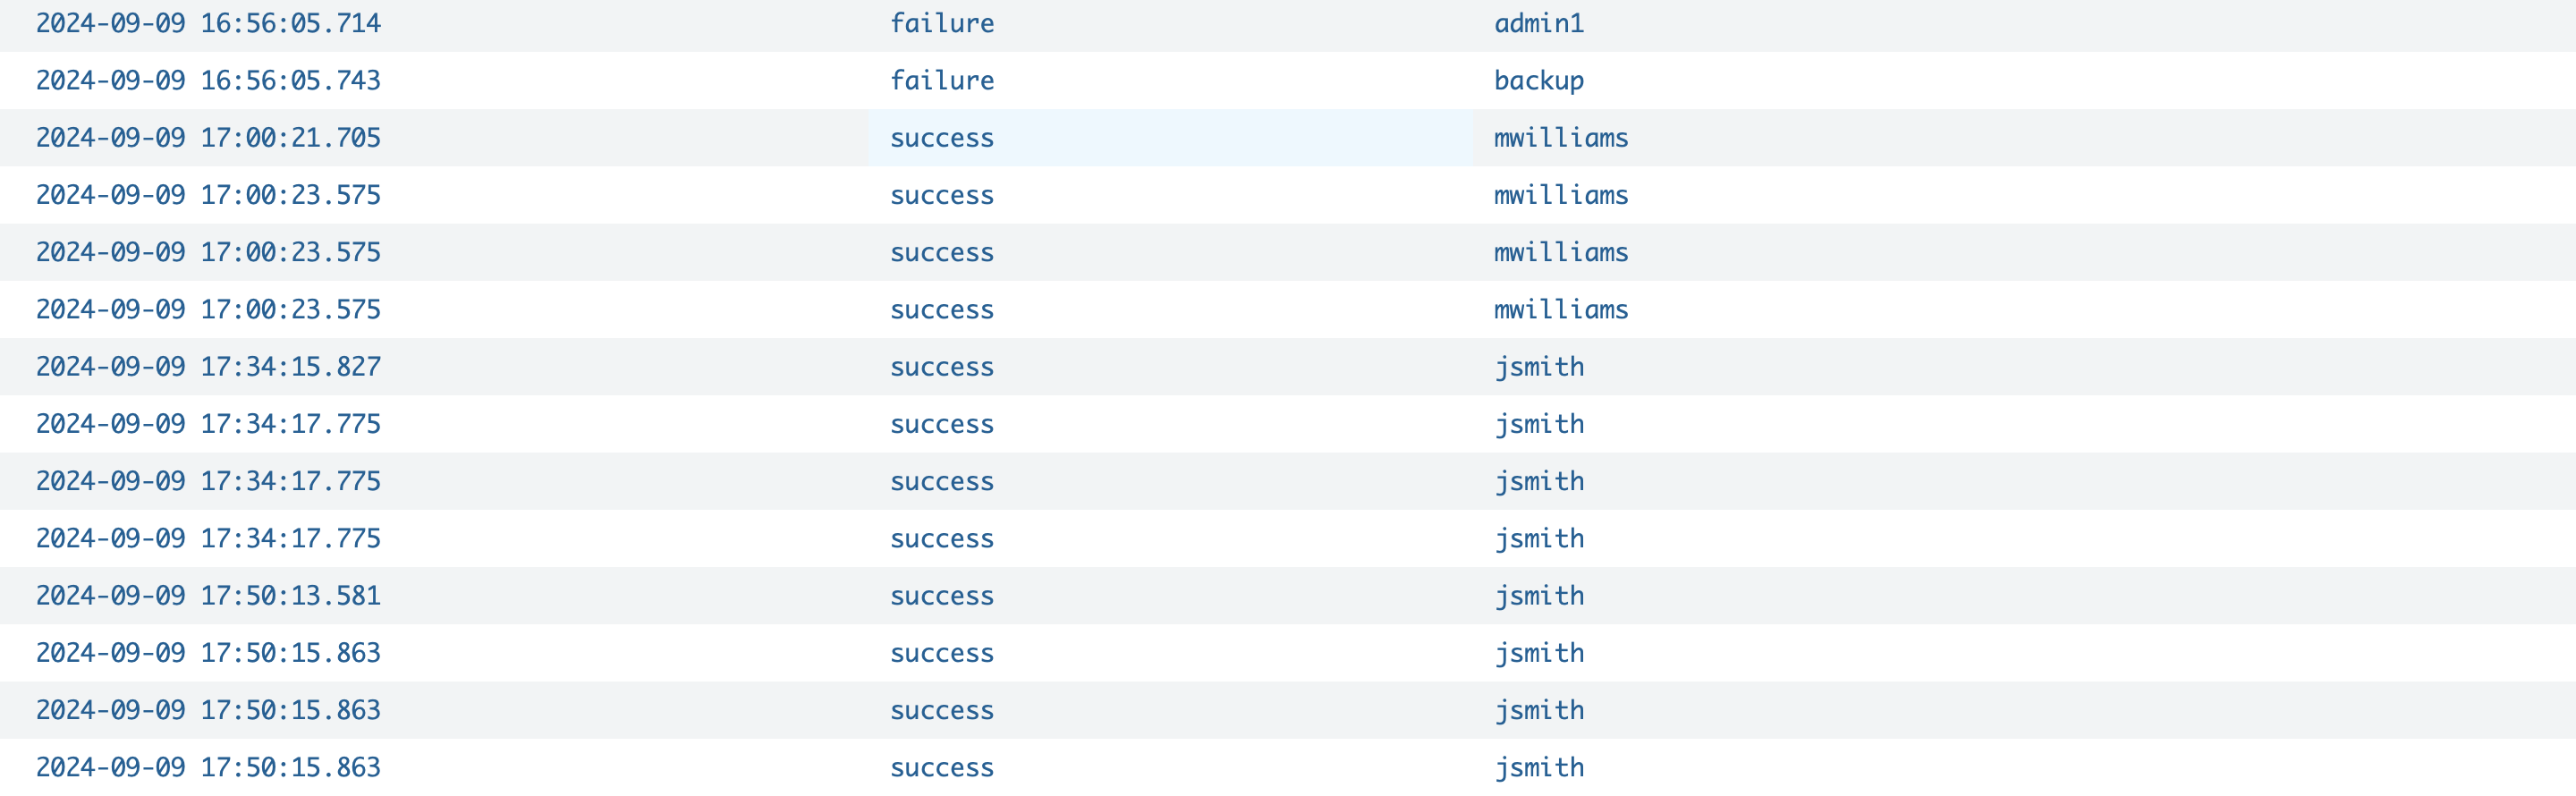 2024-09-09 16:56:05.714 failure admin1
2024-09-09 16:56:05.743 failure backup
2024-09-09 17:00:21.705 success mwilliams
2024-09-09 17:00:23.575 success mwilliams
2024-09-09 17:00:23.575 success mwilliams
2024-09-09 17:00:23.575 success mwilliams
2024-09-09 17:34:15.827 success jsmith
2024-09-09 17:34:17.775 success jsmith
2024-09-09 17:34:17.775 success jsmith
2024-09-09 17:34:17.775 success jsmith
2024-09-09 17:50:13.581 success jsmith
2024-09-09 17:50:15.863 success jsmith
2024-09-09 17:50:15.863 success jsmith
2024-09-09 17:50:15.863 success jsmith